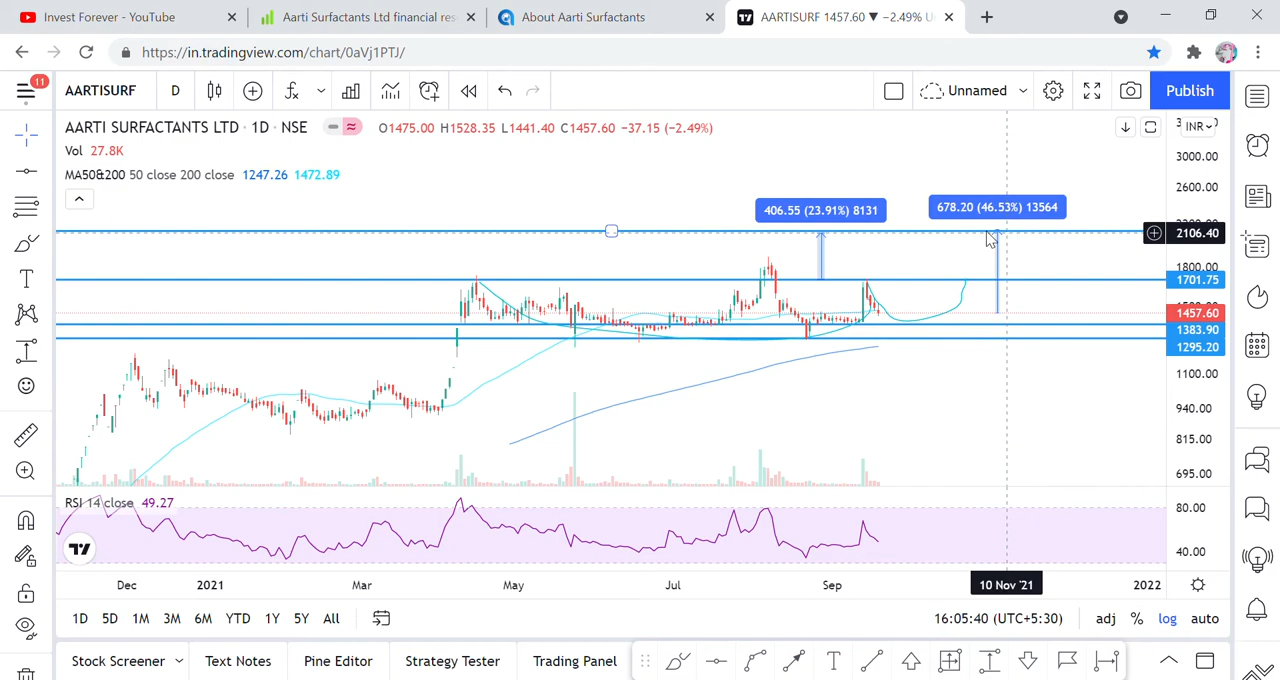 Invest Forever - YouTube
Aarti Surfactants Ltd financial res
About Aarti Surfactants
AARTISURF 1457.60 ▼ −2.49% U
https://in.tradingview.com/chart/0aVj1PTJ/
11
AARTISURF
D
Unnamed
Publish
AARTI SURFACTANTS LTD · 1D · NSE
O1475.00 H1528.35 L1441.40 C1457.60 −37.15 (−2.49%)
INR
Vol 27.8K
3000.00
MA50&200 50 close 200 close 1247.26 1472.89
2600.00
406.55 (23.91%) 8131
678.20 (46.53%) 13564
2106.40
1800.00
1701.75
1457.60
1383.90
1295.20
1100.00
940.00
815.00
695.00
RSI 14 close 49.27
80.00
40.00
Dec 2021 Mar May Jul Sep 10 Nov '21 2022
1D 5D 1M 3M 6M YTD 1Y 5Y All
16:05:40 (UTC+5:30) adj % log auto
Stock Screener Text Notes Pine Editor Strategy Tester Trading Panel